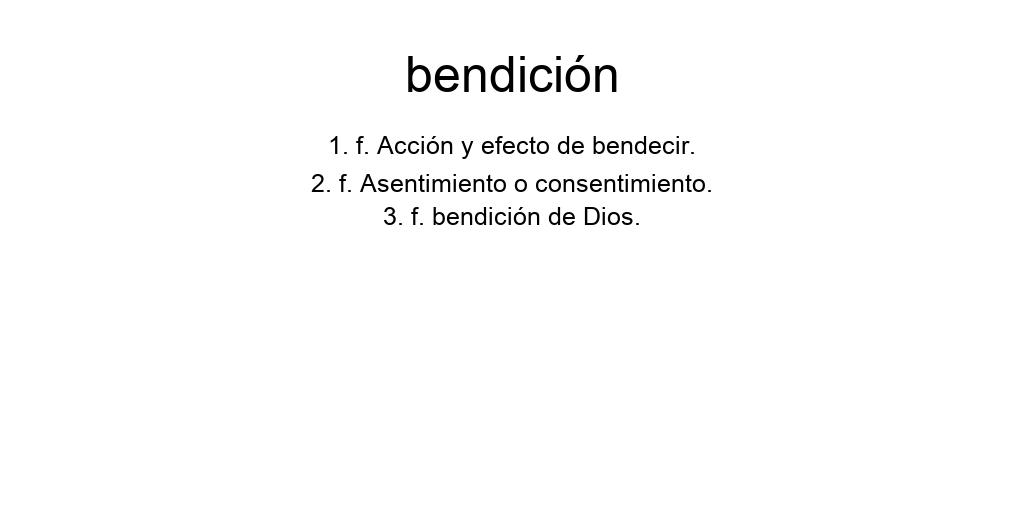 bendición
1. f. Acción y efecto de bendecir.
2. f. Asentimiento o consentimiento.
3. f. bendición de Dios.